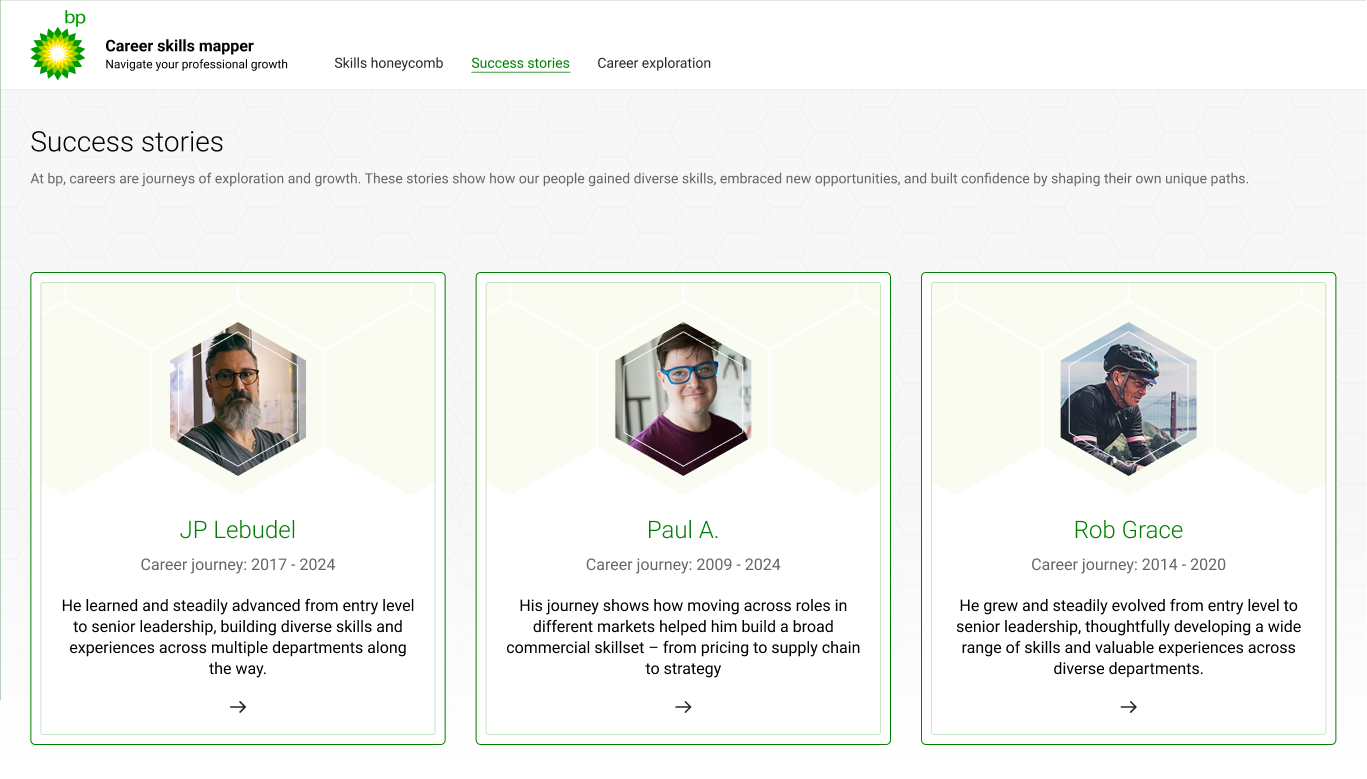 bp
Career skills mapper
Navigate your professional growth
Skills honeycomb
Success stories
Career exploration
Success stories
At bp, careers are journeys of exploration and growth. These stories show how our people gained diverse skills, embraced new opportunities, and built confidence by shaping their own unique paths.
JP Lebudel
Career journey: 2017 - 2024
He learned and steadily advanced from entry level
to senior leadership, building diverse skills and
experiences across multiple departments along
the way.
Paul A.
Career journey: 2009 - 2024
His journey shows how moving across roles in
different markets helped him build a broad
commercial skillset – from pricing to supply chain
to strategy
Rob Grace
Career journey: 2014 - 2020
He grew and steadily evolved from entry level to
senior leadership, thoughtfully developing a wide
range of skills and valuable experiences across
diverse departments.